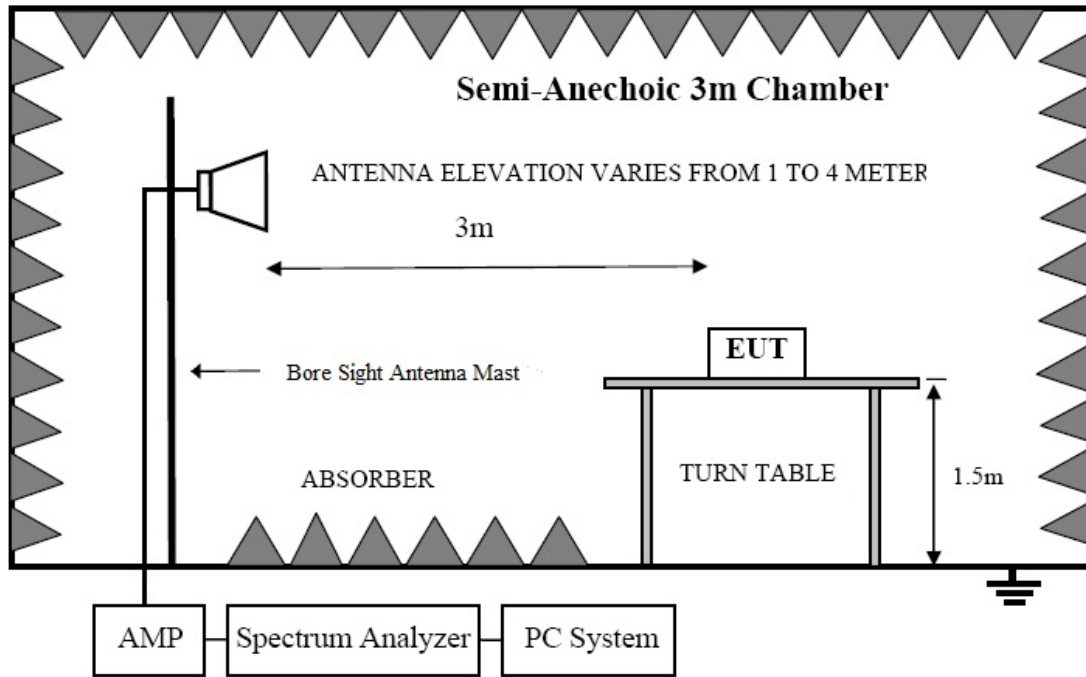 Semi-Anechoic 3m Chamber
ANTENNA ELEVATION VARIES FROM 1 TO 4 METER
3m
EUT
Bore Sight Antenna Mast
ABSORBER
TURN TABLE
1.5m
AMP
Spectrum Analyzer
PC System